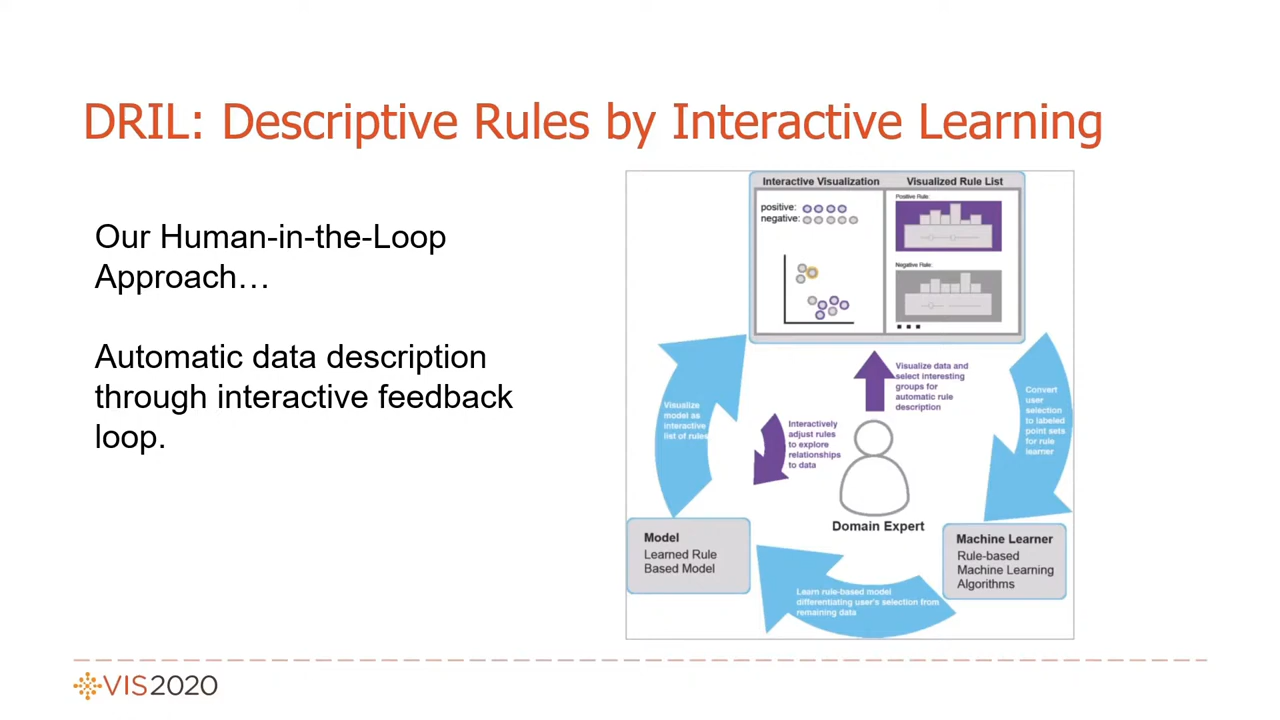 DRIL: Descriptive Rules by Interactive Learning
Our Human-in-the-Loop
Approach…
Automatic data description
through interactive feedback
loop.
Interactive Visualization
Visualized Rule List
positive:
negative:
Positive Rule:
Negative Rule:
Visualize data and
select interesting
groups for
automatic rule
description
Convert
user
selection
to labeled
point sets
for rule
learner
Visualize
model as
interactive
list of rules
Interactively
adjust rules
to explore
relationships
to data
Domain Expert
Model
Learned Rule
Based Model
Machine Learner
Rule-based
Machine Learning
Algorithms
Learn rule-based model
differentiating user's selection from
remaining data
VIS2020